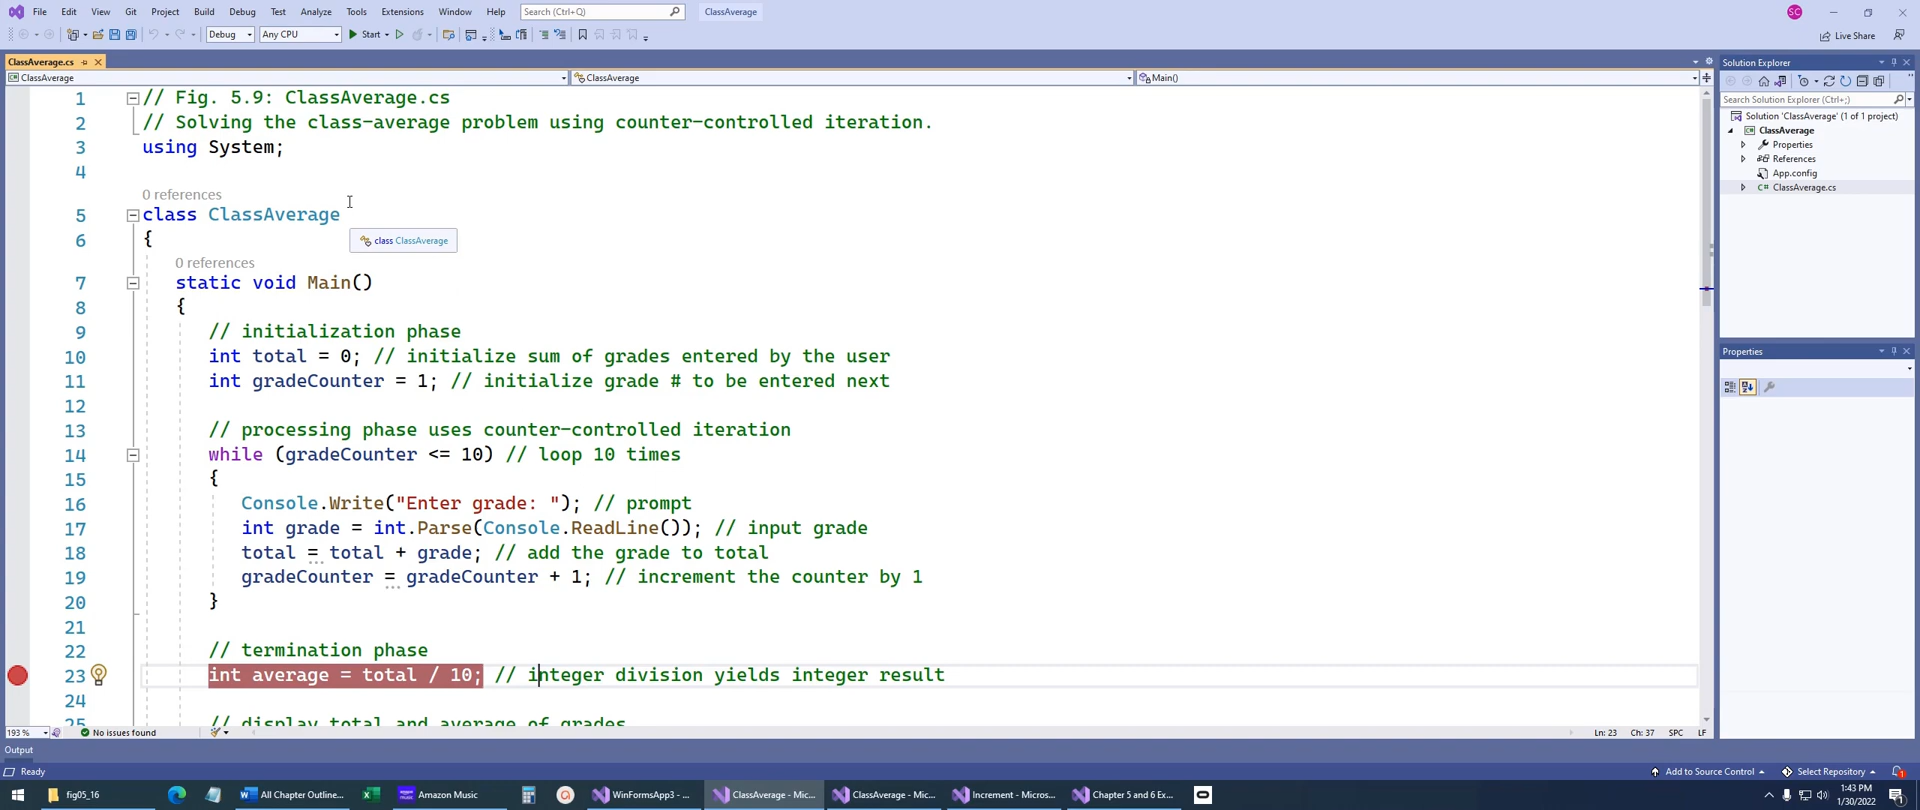 File Edit View Git Project Build Debug Test Analyze Tools Extensions Window Help Search (Ctrl+Q) ClassAverage SC
Debug Any CPU Start Live Share
ClassAverage.cs
ClassAverage ClassAverage Main()
1 // Fig. 5.9: ClassAverage.cs
2 // Solving the class-average problem using counter-controlled iteration.
3 using System;
4
0 references
5 class ClassAverage
6 {
class ClassAverage
0 references
7 static void Main()
8 {
9 // initialization phase
10 int total = 0; // initialize sum of grades entered by the user
11 int gradeCounter = 1; // initialize grade # to be entered next
12
13 // processing phase uses counter-controlled iteration
14 while (gradeCounter <= 10) // loop 10 times
15 {
16 Console.Write("Enter grade: "); // prompt
17 int grade = int.Parse(Console.ReadLine()); // input grade
18 total = total + grade; // add the grade to total
19 gradeCounter = gradeCounter + 1; // increment the counter by 1
20 }
21
22 // termination phase
23 int average = total / 10; // integer division yields integer result
24
25 // display total and average of grades
193 % No issues found Ln: 23 Ch: 37 SPC LF
Solution Explorer
Search Solution Explorer (Ctrl+;)
Solution 'ClassAverage' (1 of 1 project)
ClassAverage
Properties
References
App.config
C# ClassAverage.cs
Properties
Output
Ready Add to Source Control Select Repository 1
fig05_16 All Chapter Outline... Amazon Music WinFormsApp3 - ... ClassAverage - Mic... ClassAverage - Mic... Increment - Micros... Chapter 5 and 6 Ex... 1:43 PM
1/30/2022 1